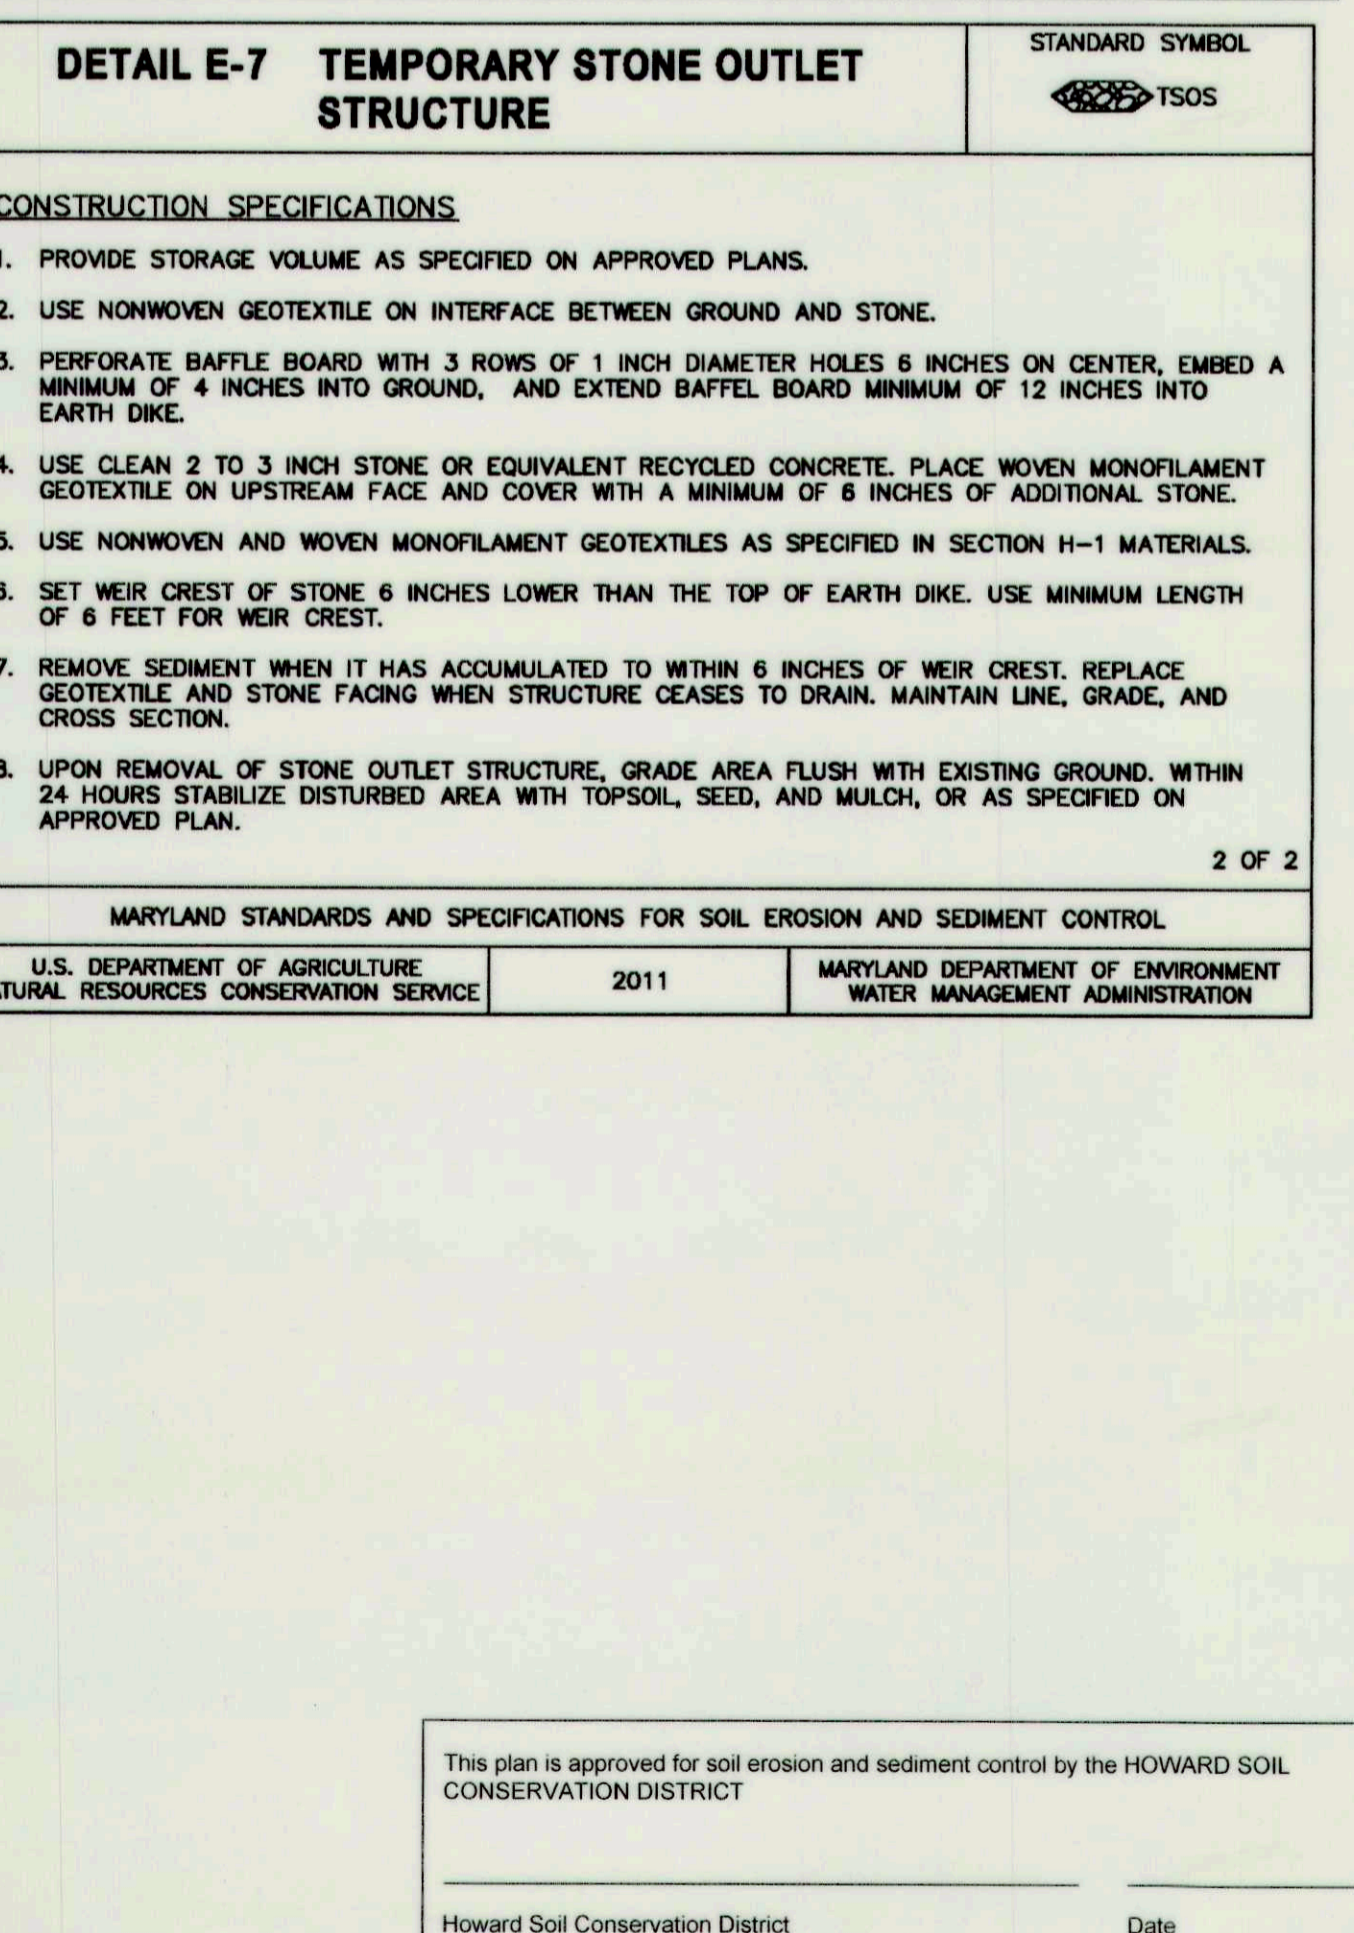 DETAIL E-7 TEMPORARY STONE OUTLET
STRUCTURE
STANDARD SYMBOL
TSOS
CONSTRUCTION SPECIFICATIONS
1. PROVIDE STORAGE VOLUME AS SPECIFIED ON APPROVED PLANS.
2. USE NONWOVEN GEOTEXTILE ON INTERFACE BETWEEN GROUND AND STONE.
3. PERFORATE BAFFLE BOARD WITH 3 ROWS OF 1 INCH DIAMETER HOLES 6 INCHES ON CENTER, EMBED A
MINIMUM OF 4 INCHES INTO GROUND, AND EXTEND BAFFEL BOARD MINIMUM OF 12 INCHES INTO
EARTH DIKE.
4. USE CLEAN 2 TO 3 INCH STONE OR EQUIVALENT RECYCLED CONCRETE. PLACE WOVEN MONOFILAMENT
GEOTEXTILE ON UPSTREAM FACE AND COVER WITH A MINIMUM OF 6 INCHES OF ADDITIONAL STONE.
5. USE NONWOVEN AND WOVEN MONOFILAMENT GEOTEXTILES AS SPECIFIED IN SECTION H-1 MATERIALS.
6. SET WEIR CREST OF STONE 6 INCHES LOWER THAN THE TOP OF EARTH DIKE. USE MINIMUM LENGTH
OF 6 FEET FOR WEIR CREST.
7. REMOVE SEDIMENT WHEN IT HAS ACCUMULATED TO WITHIN 6 INCHES OF WEIR CREST. REPLACE
GEOTEXTILE AND STONE FACING WHEN STRUCTURE CEASES TO DRAIN. MAINTAIN LINE, GRADE, AND
CROSS SECTION.
8. UPON REMOVAL OF STONE OUTLET STRUCTURE, GRADE AREA FLUSH WITH EXISTING GROUND. WITHIN
24 HOURS STABILIZE DISTURBED AREA WITH TOPSOIL, SEED, AND MULCH, OR AS SPECIFIED ON
APPROVED PLAN.
2 OF 2
MARYLAND STANDARDS AND SPECIFICATIONS FOR SOIL EROSION AND SEDIMENT CONTROL
U.S. DEPARTMENT OF AGRICULTURE
TURAL RESOURCES CONSERVATION SERVICE
2011
MARYLAND DEPARTMENT OF ENVIRONMENT
WATER MANAGEMENT ADMINISTRATION
This plan is approved for soil erosion and sediment control by the HOWARD SOIL
CONSERVATION DISTRICT
Howard Soil Conservation District
Date